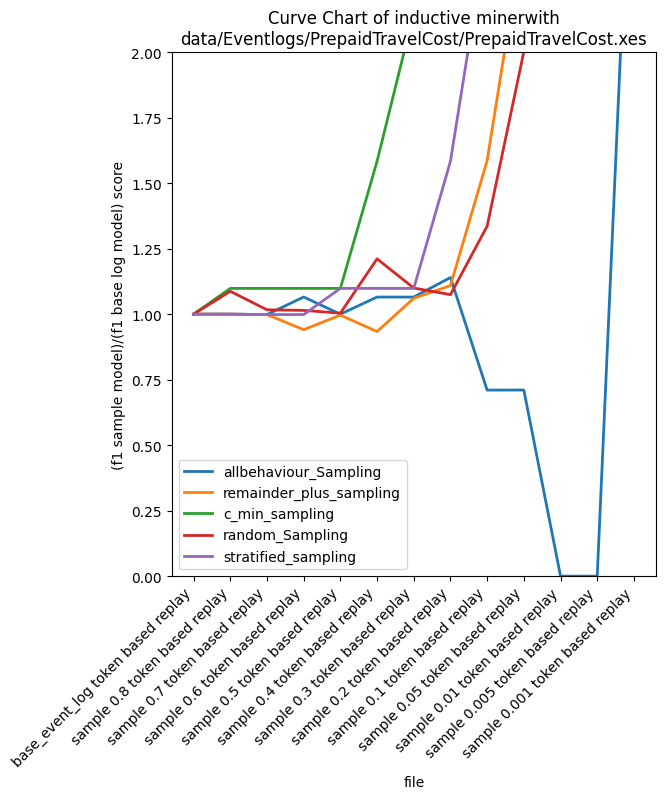 Curve Chart of inductive minerwith
data/Eventlogs/PrepaidTravelCost/PrepaidTravelCost.xes
(f1 sample model)/(f1 base log model) score
2.00
1.75
1.50
1.25
1.00
0.75
0.50
0.25
0.00
allbehaviour_Sampling
remainder_plus_sampling
c_min_sampling
random_Sampling
stratified_sampling
base_event_log token based replay
sample 0.8 token based replay
sample 0.7 token based replay
sample 0.6 token based replay
sample 0.5 token based replay
sample 0.4 token based replay
sample 0.3 token based replay
sample 0.2 token based replay
sample 0.1 token based replay
sample 0.05 token based replay
sample 0.01 token based replay
sample 0.005 token based replay
sample 0.001 token based replay
file